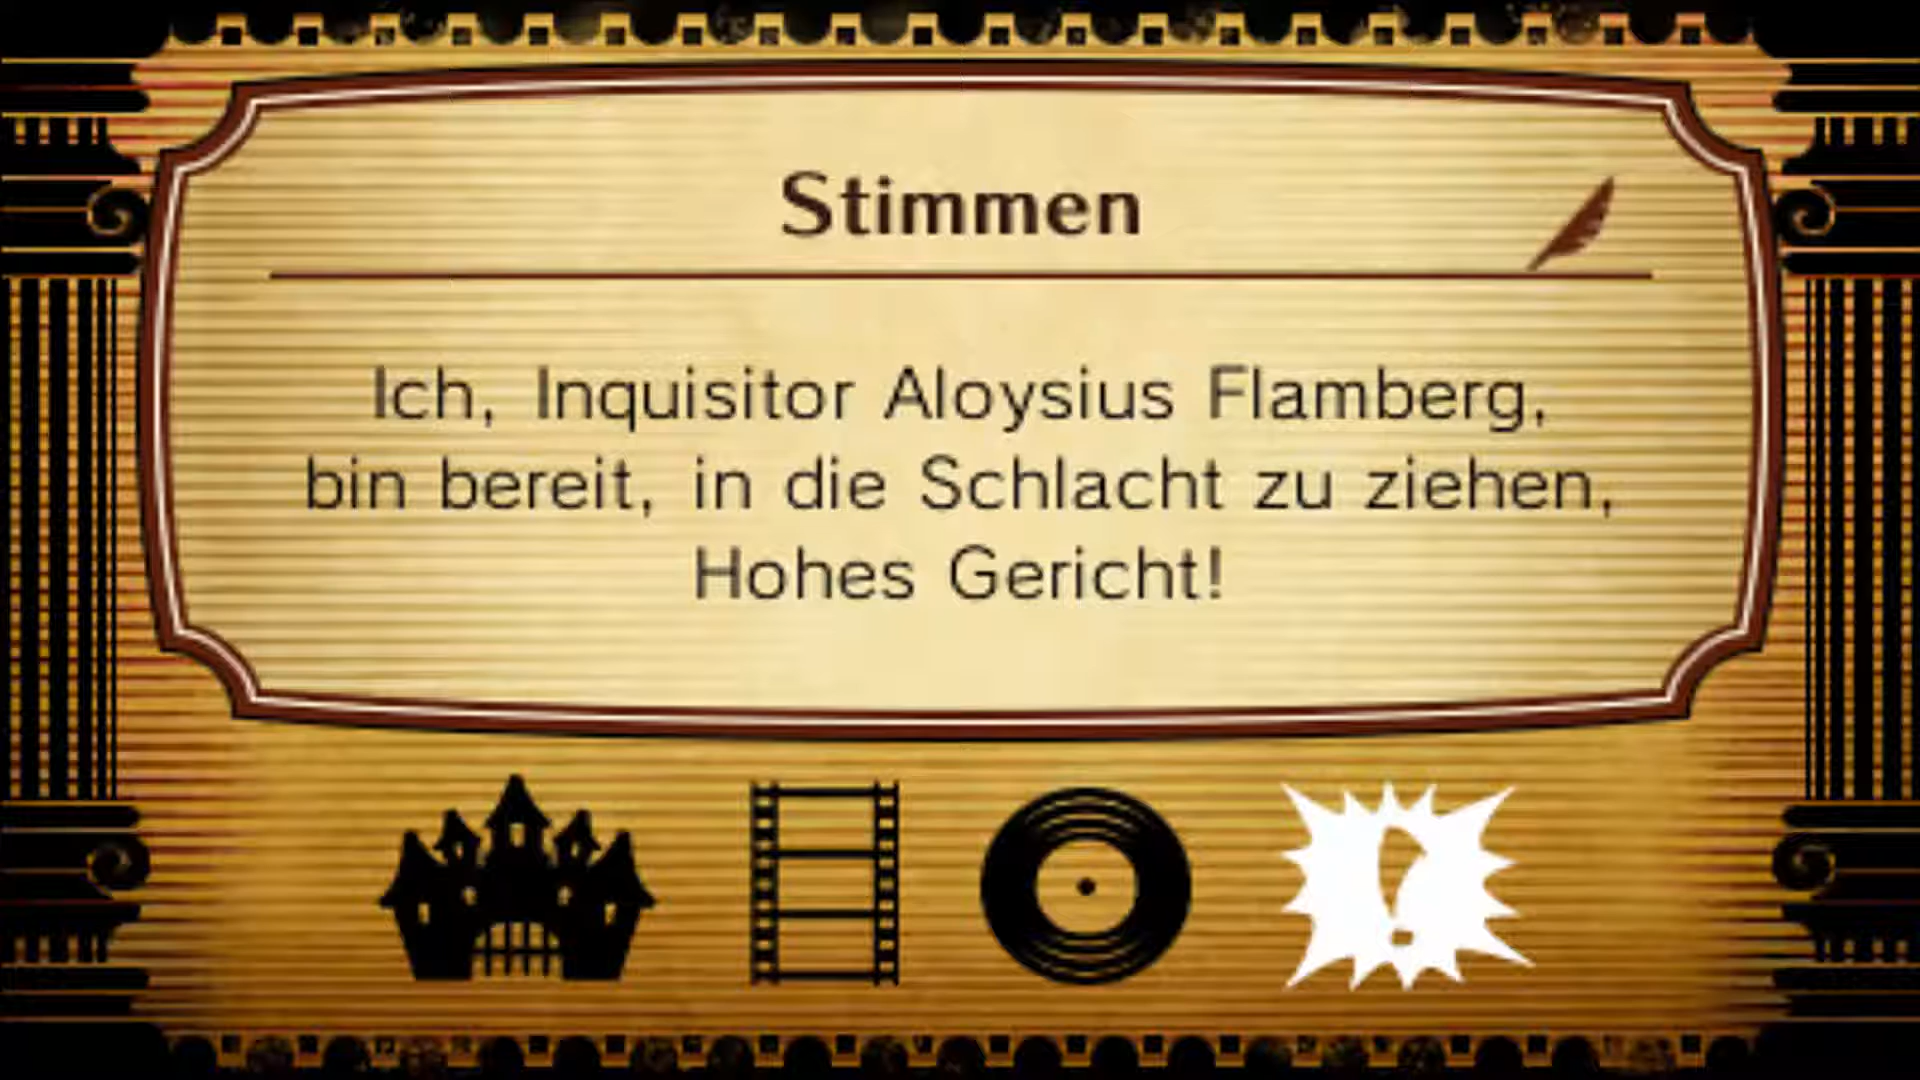 Stimmen
Ich, Inquisitor Aloysius Flamberg,
bin bereit, in die Schlacht zu ziehen,
Hohes Gericht!